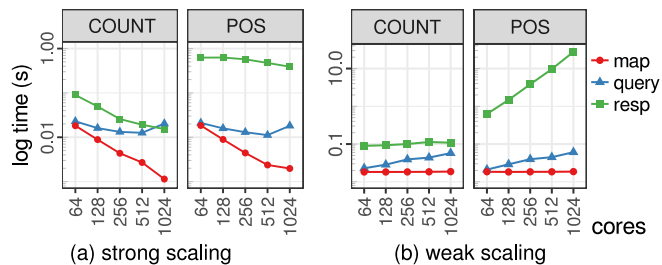 COUNT POS COUNT POS
log time (s)
1.00
0.01
10.0
0.1
map
query
resp
64 128 256 512 1024 64 128 256 512 1024 64 128 256 512 1024 64 128 256 512 1024
cores
(a) strong scaling (b) weak scaling